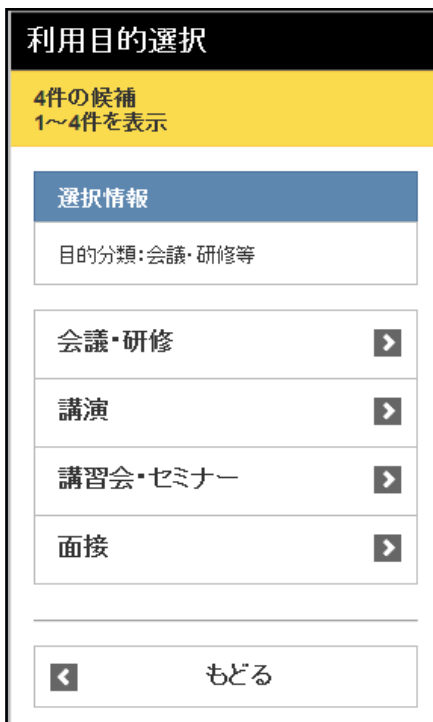 利用目的選択
4件の候補
1～4件を表示
選択情報
目的分類:会議・研修等
会議・研修
講演
講習会・セミナー
面接
もどる